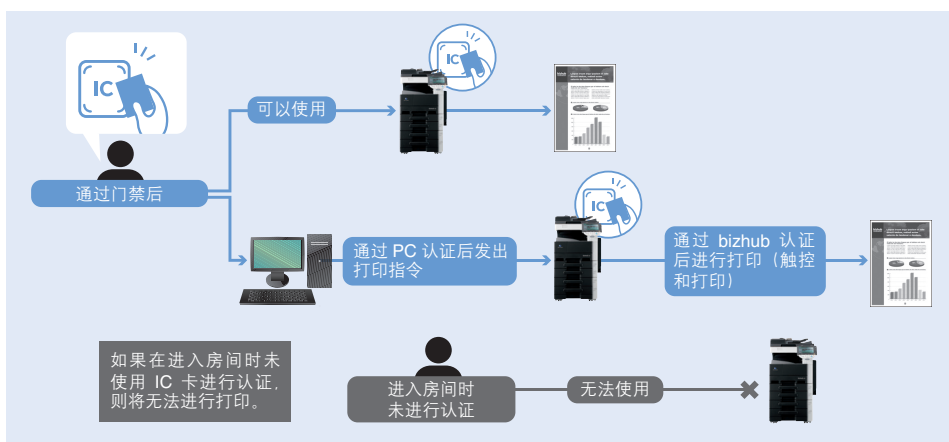 IC
IC
可以使用
bizhub
通过门禁后
IC
通过 PC 认证后发出
打印指令
通过 bizhub 认证
后进行打印（触控
和打印）
如果在进入房间时未
使用 IC 卡进行认证，
则将无法进行打印。
进入房间时
未进行认证
无法使用